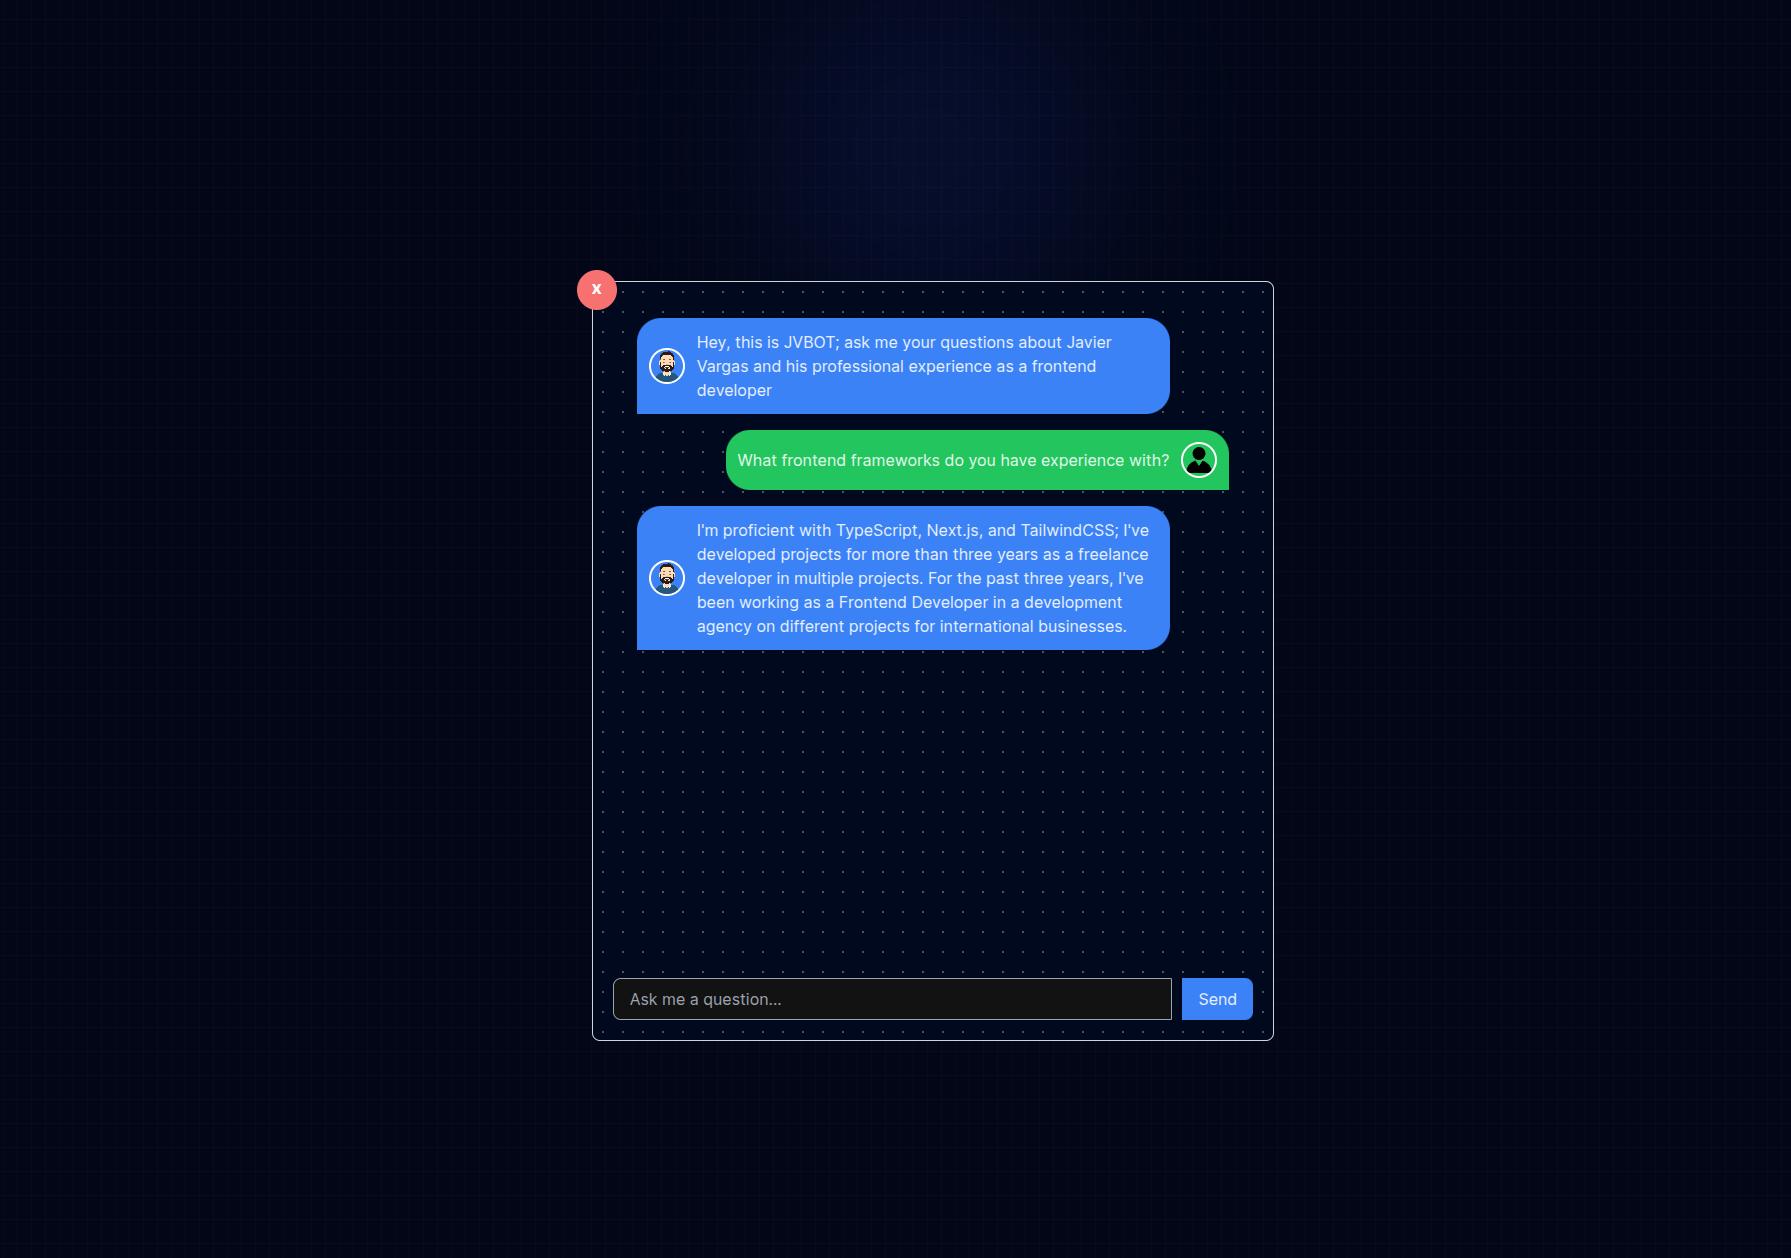 x
Hey, this is JVBOT; ask me your questions about Javier
Vargas and his professional experience as a frontend
developer
What frontend frameworks do you have experience with?
I'm proficient with TypeScript, Next.js, and TailwindCSS; I've
developed projects for more than three years as a freelance
developer in multiple projects. For the past three years, I've
been working as a Frontend Developer in a development
agency on different projects for international businesses.
Ask me a question...
Send